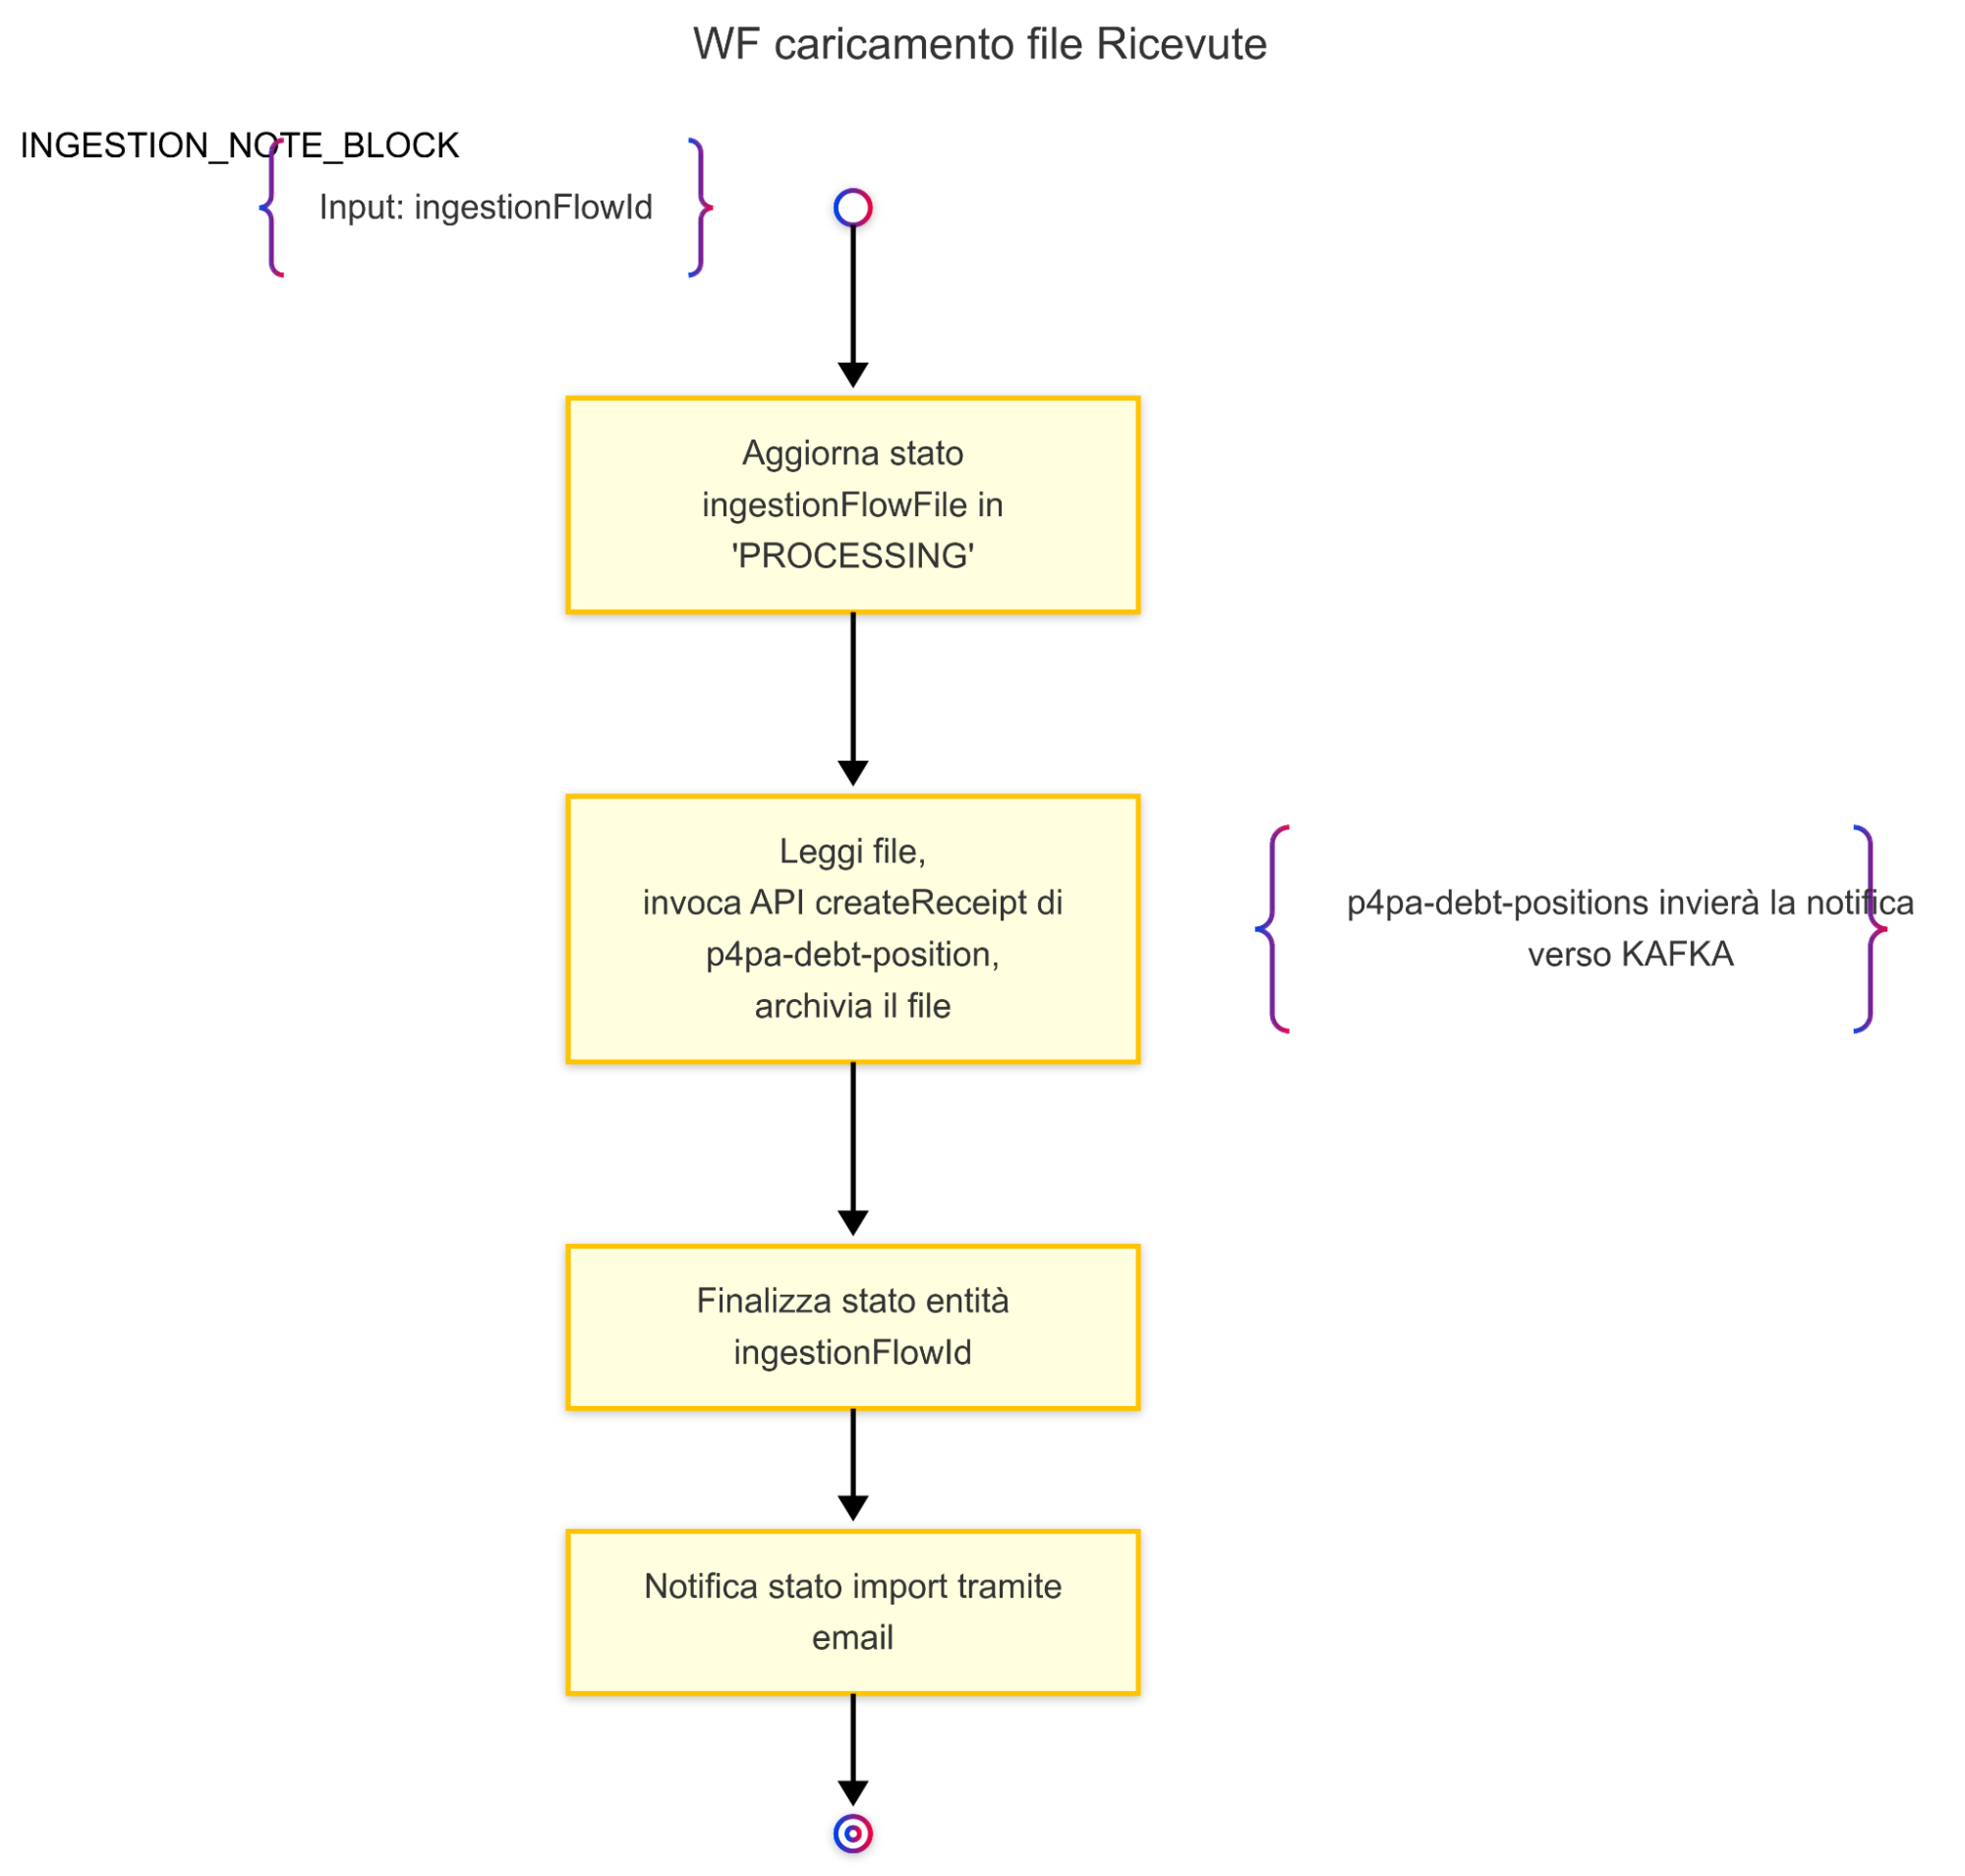 WF caricamento file Ricevute
INGESTION_NOTE_BLOCK
Input: ingestionFlowId
Aggiorna stato
ingestionFlowFile in
'PROCESSING'
Leggi file,
invoca API createReceipt di
p4pa-debt-position,
archivia il file
p4pa-debt-positions invierà la notifica
verso KAFKA
Finalizza stato entità
ingestionFlowId
Notifica stato import tramite
email